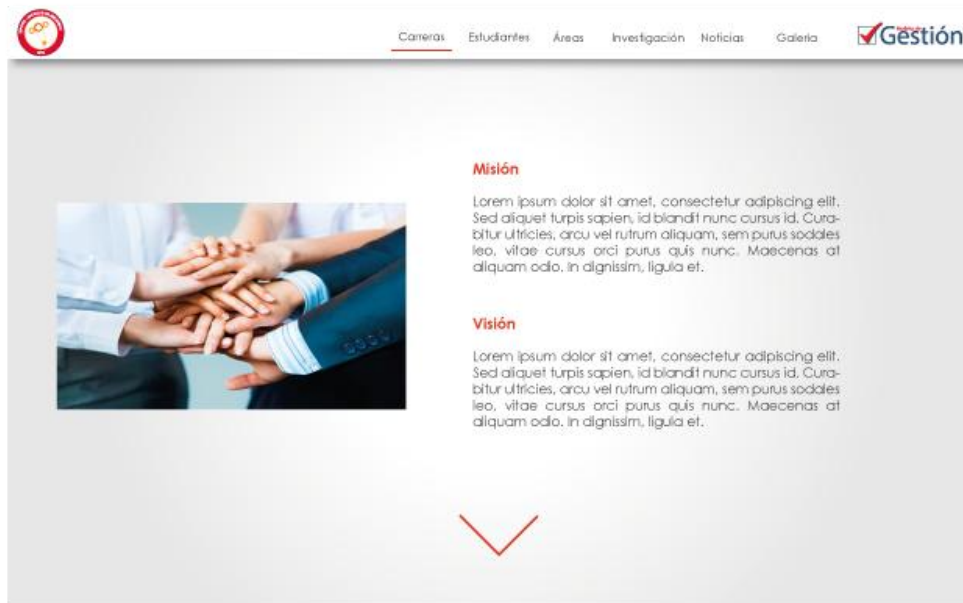 Carreras Estudiantes Áreas Investigación Noticias Galeria
Gestión
Misión
Lorem ipsum dolor sit amet, consectetur adipiscing elit.
Sed aliquet turpis sapien, id blandit nunc cursus id. Cura-
bitur ultricies, arcu vel rutrum aliquam, sem purus sodales
leo, vitae cursus orci purus quis nunc. Maecenas at
aliquam odio. In dignissim, ligula et.
Visión
Lorem ipsum dolor sit amet, consectetur adipiscing elit.
Sed aliquet turpis sapien, id blandit nunc cursus id. Cura-
bitur ultricies, arcu vel rutrum aliquam, sem purus sodales
leo, vitae cursus orci purus quis nunc. Maecenas at
aliquam odio. In dignissim, ligula et.